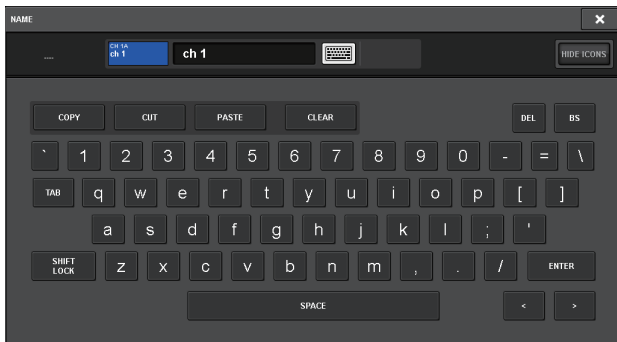 NAME ×
---- CH 1A ch 1 HIDE ICONS
ch 1
COPY CUT PASTE CLEAR DEL BS
` 1 2 3 4 5 6 7 8 9 0 - = \
TAB q w e r t y u i o p [ ]
a s d f g h j k l ; '
SHIFT LOCK z x c v b n m , . / ENTER
SPACE < >